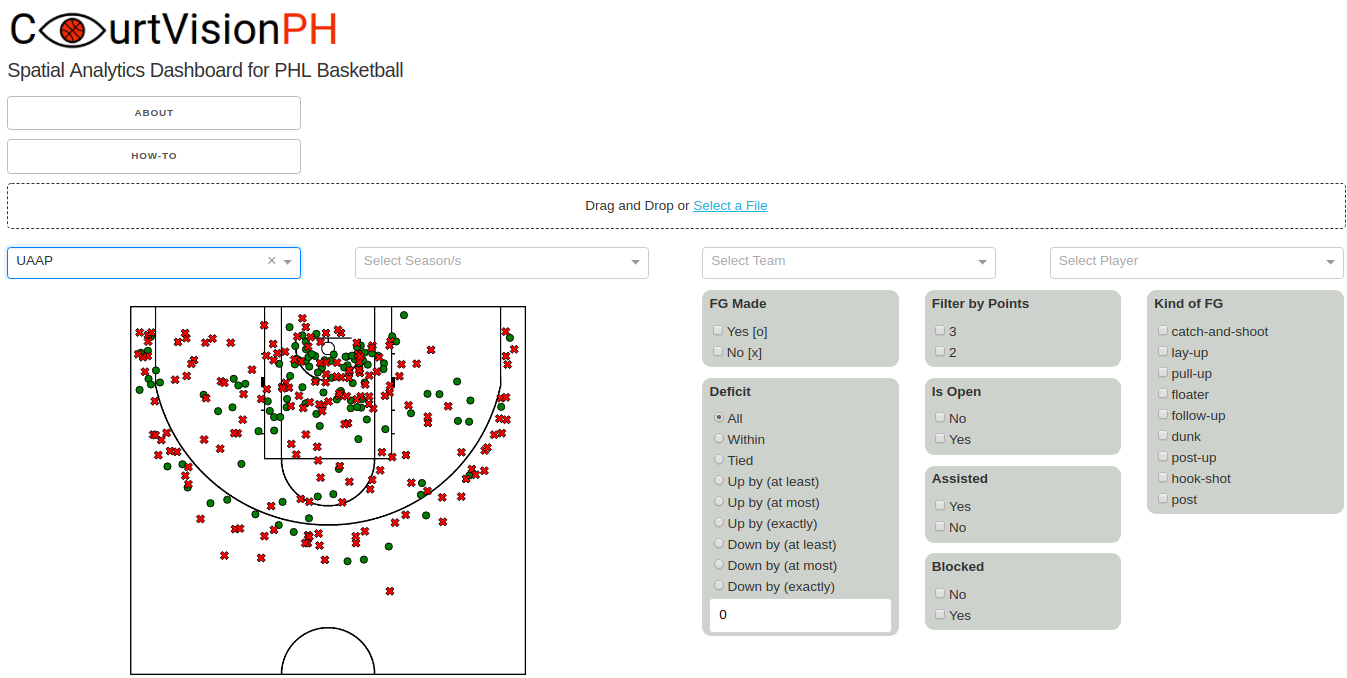 CourtVisionPH
Spatial Analytics Dashboard for PHL Basketball
ABOUT
HOW-TO
Drag and Drop or Select a File
UAAP
Select Season/s
Select Team
Select Player
FG Made
Yes [o]
No [x]
Deficit
All
Within
Tied
Up by (at least)
Up by (at most)
Up by (exactly)
Down by (at least)
Down by (at most)
Down by (exactly)
0
Filter by Points
3
2
Is Open
No
Yes
Assisted
Yes
No
Blocked
No
Yes
Kind of FG
catch-and-shoot
lay-up
pull-up
floater
follow-up
dunk
post-up
hook-shot
post